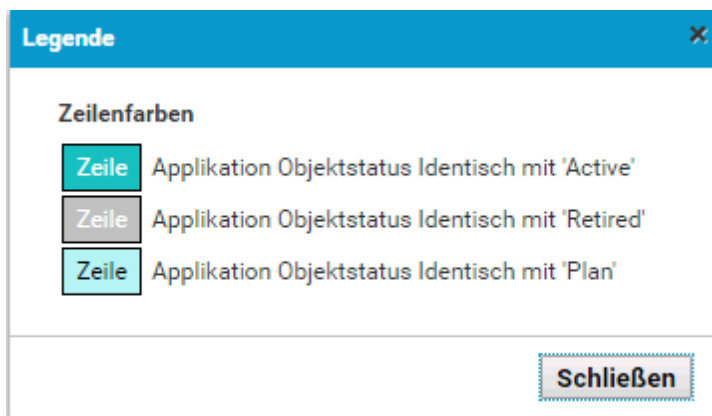 Legende
Zeilenfarben
Zeile Applikation Objektstatus Identisch mit 'Active'
Zeile Applikation Objektstatus Identisch mit 'Retired'
Zeile Applikation Objektstatus Identisch mit 'Plan'
Schließen